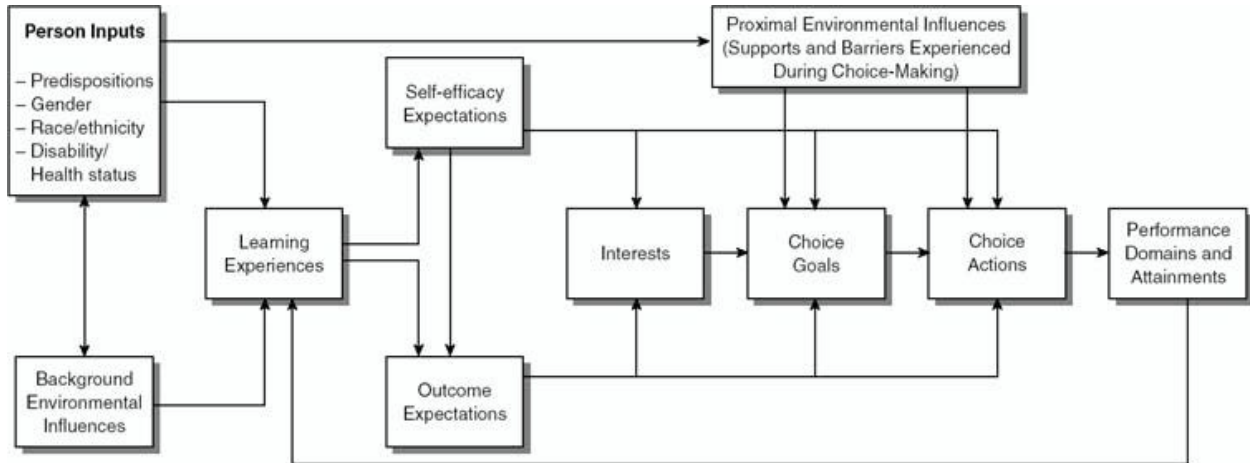 Person Inputs
– Predispositions
– Gender
– Race/ethnicity
– Disability/
Health status
Proximal Environmental Influences
(Supports and Barriers Experienced
During Choice-Making)
Self-efficacy
Expectations
Learning
Experiences
Interests
Choice
Goals
Choice
Actions
Performance
Domains and
Attainments
Background
Environmental
Influences
Outcome
Expectations